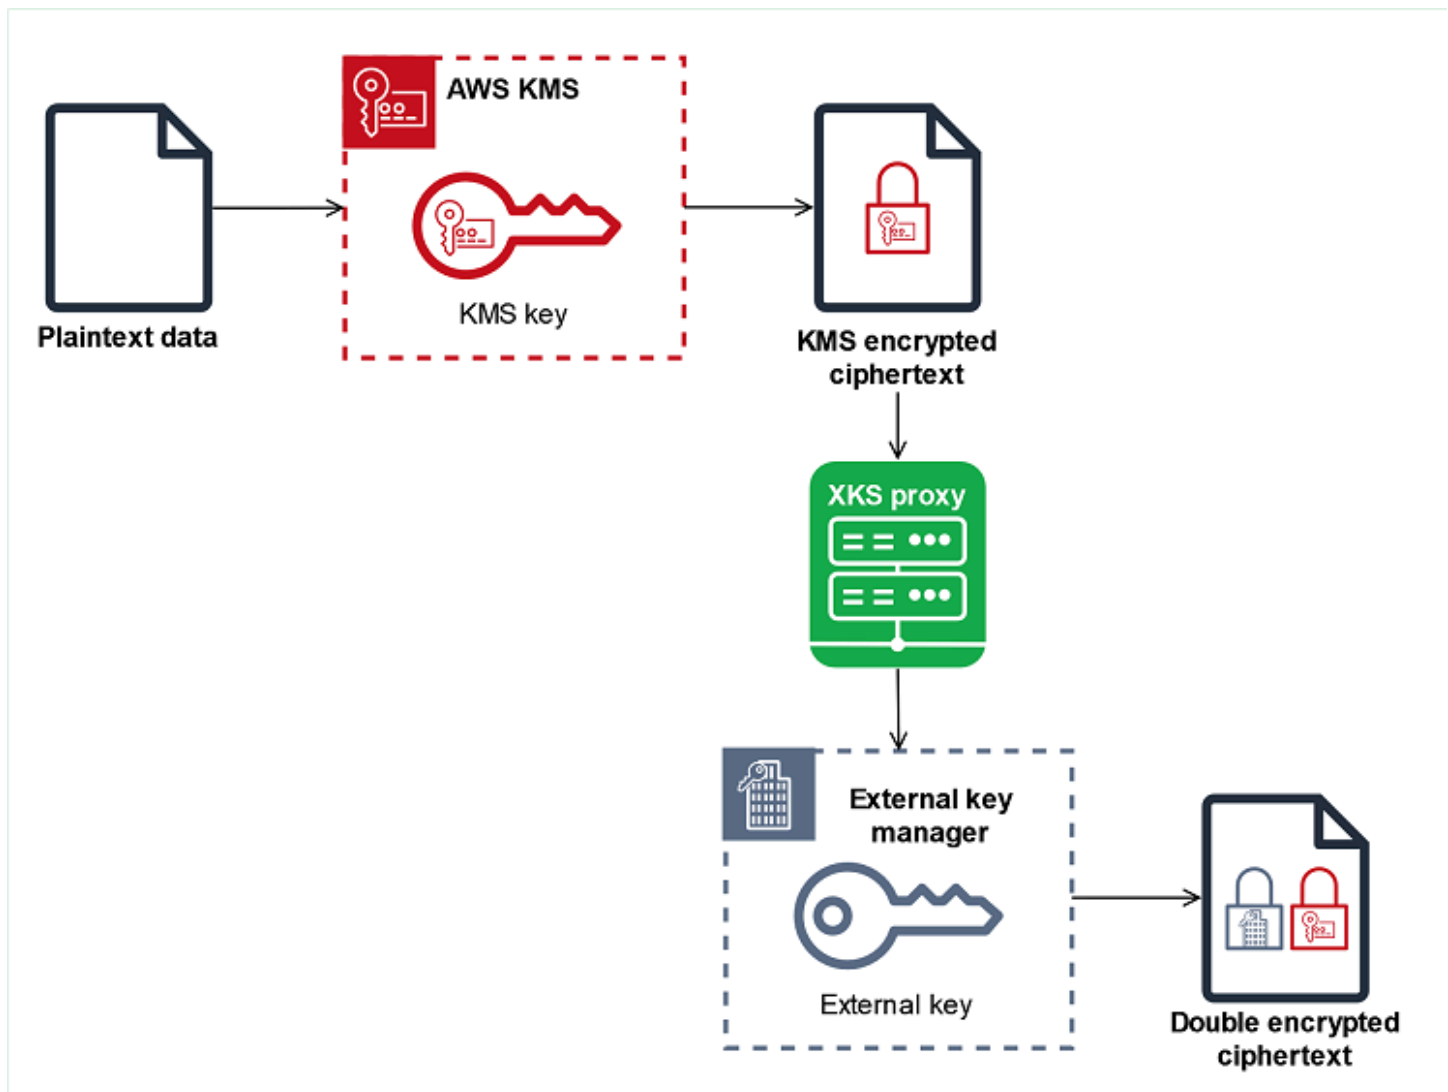 AWS KMS
KMS key
Plaintext data
KMS encrypted
ciphertext
XKS proxy
External key
manager
External key
Double encrypted
ciphertext